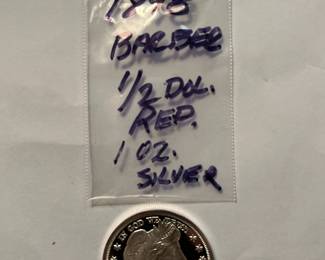 BARBER
1/2 DOL.
REP.
1 OZ.
SILVER
IN GOD WE TRUST